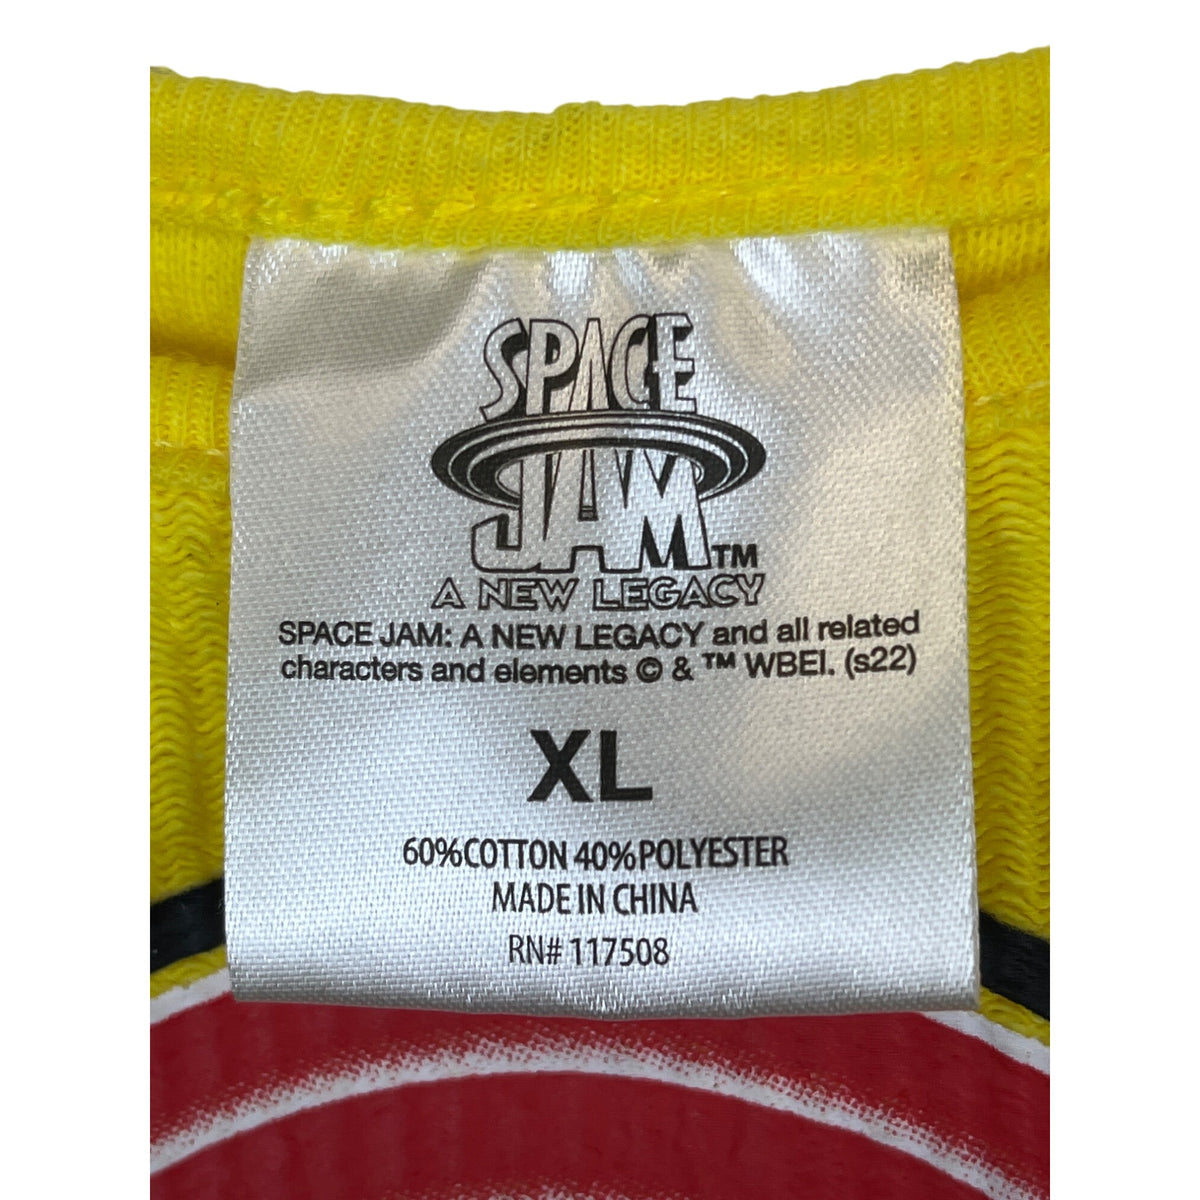 SPACE
JAM™
A NEW LEGACY
SPACE JAM: A NEW LEGACY and all related
characters and elements © & ™ WBEI. (s22)
XL
60%COTTON 40%POLYESTER
MADE IN CHINA
RN# 117508